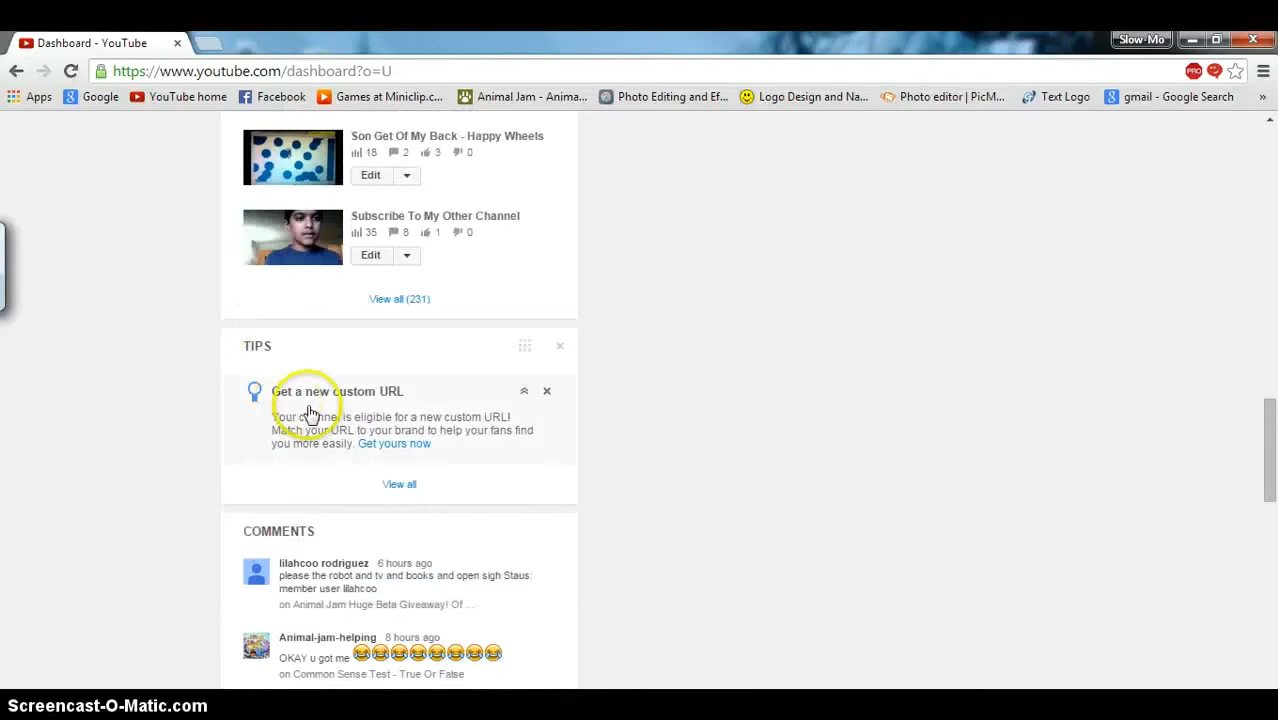 Dashboard - YouTube
Slow-Mo
https://www.youtube.com/dashboard?o=U
PRO
Apps Google YouTube home Facebook Games at Miniclip.c... Animal Jam - Anima... Photo Editing and Ef... Logo Design and Na... Photo editor | PicM... Text Logo gmail - Google Search »
Son Get Of My Back - Happy Wheels
18 2 3 0
Edit
Subscribe To My Other Channel
35 8 1 0
Edit
View all (231)
TIPS
Get a new custom URL
Your channel is eligible for a new custom URL!
Match your URL to your brand to help your fans find
you more easily. Get yours now
View all
COMMENTS
lilahcoo rodriguez 6 hours ago
please the robot and tv and books and open sigh Staus:
member user lilahcoo
on Animal Jam Huge Beta Giveaway! Of ...
Animal-jam-helping 8 hours ago
OKAY u got me 😂😂😂😂😂😂😂😂
on Common Sense Test - True Or False
Screencast-O-Matic.com